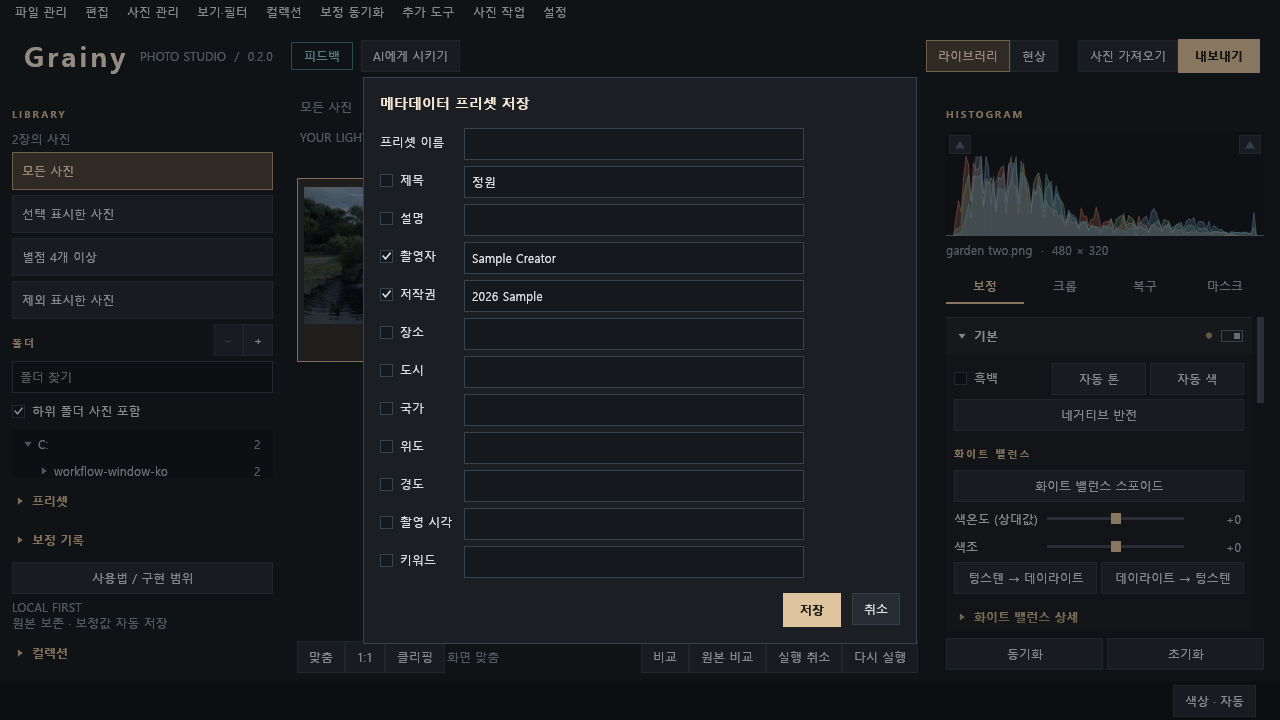 파일 관리 편집 사진 관리 보기·필터 컬렉션 보정 동기화 추가 도구 사진 작업 설정
Grainy PHOTO STUDIO / 0.2.0 피드백 AI에게 시키기 라이브러리 현상 사진 가져오기 내보내기
LIBRARY
2장의 사진
모든 사진
선택 표시한 사진
별점 4개 이상
제외 표시한 사진
폴더 − +
폴더 찾기
하위 폴더 사진 포함
C: 2
workflow-window-ko 2
프리셋
보정 기록
사용법 / 구현 범위
LOCAL FIRST
원본 보존 · 보정값 자동 저장
컬렉션
모든 사진
YOUR LIGH
메타데이터 프리셋 저장
프리셋 이름
제목 정원
설명
촬영자 Sample Creator
저작권 2026 Sample
장소
도시
국가
위도
경도
촬영 시각
키워드
저장 취소
맞춤 1:1 클리핑 화면 맞춤 비교 원본 비교 실행 취소 다시 실행
HISTOGRAM
garden two.png · 480 × 320
보정 크롭 복구 마스크
기본
흑백 자동 톤 자동 색
네거티브 반전
화이트 밸런스
화이트 밸런스 스포이드
색온도 (상대값) +0
색조 +0
텅스텐 → 데이라이트 데이라이트 → 텅스텐
화이트 밸런스 상세
동기화 초기화
색상 · 자동